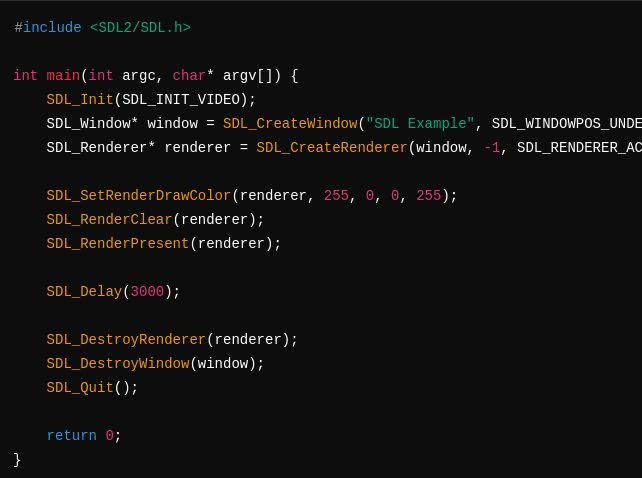 #include <SDL2/SDL.h>
int main(int argc, char* argv[]) {
SDL_Init(SDL_INIT_VIDEO);
SDL_Window* window = SDL_CreateWindow("SDL Example", SDL_WINDOWPOS_UNDE
SDL_Renderer* renderer = SDL_CreateRenderer(window, -1, SDL_RENDERER_AC
SDL_SetRenderDrawColor(renderer, 255, 0, 0, 255);
SDL_RenderClear(renderer);
SDL_RenderPresent(renderer);
SDL_Delay(3000);
SDL_DestroyRenderer(renderer);
SDL_DestroyWindow(window);
SDL_Quit();
return 0;
}